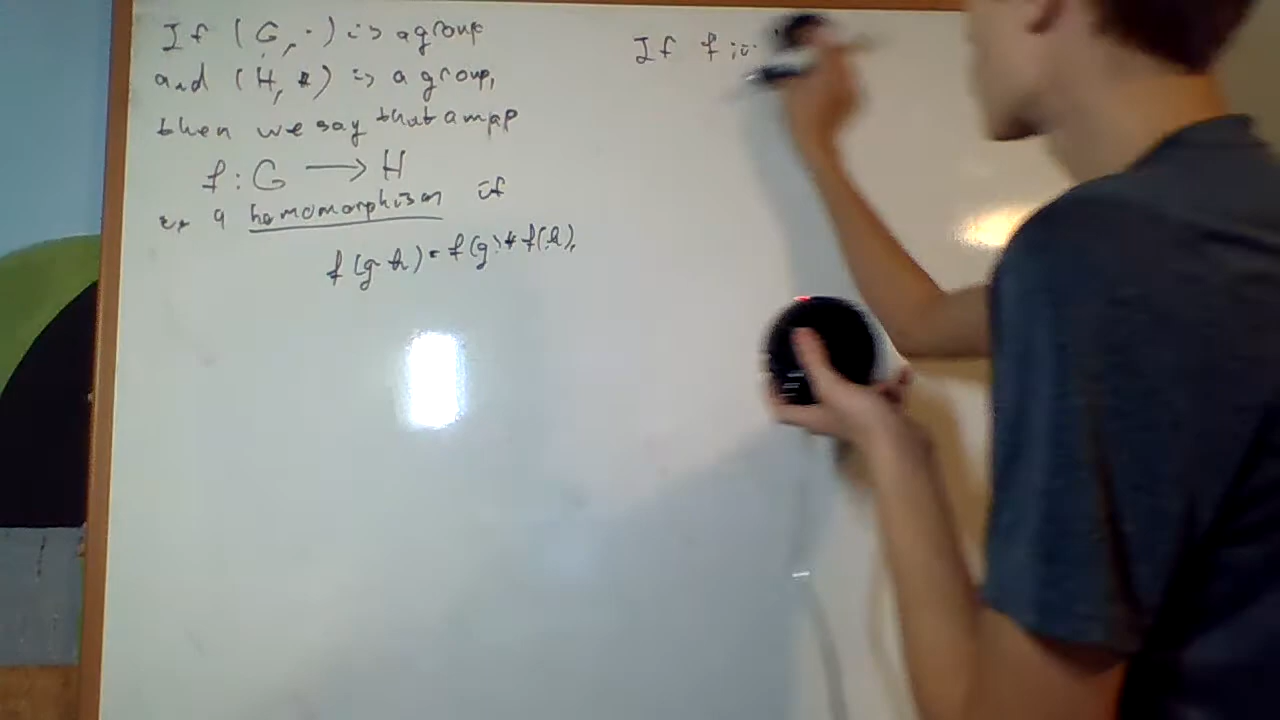 If (G, ·) is a group
and (H, *) is a group,
then we say that a map
f : G → H
is a homomorphism if
f(g·h) = f(g) * f(h).
If f is